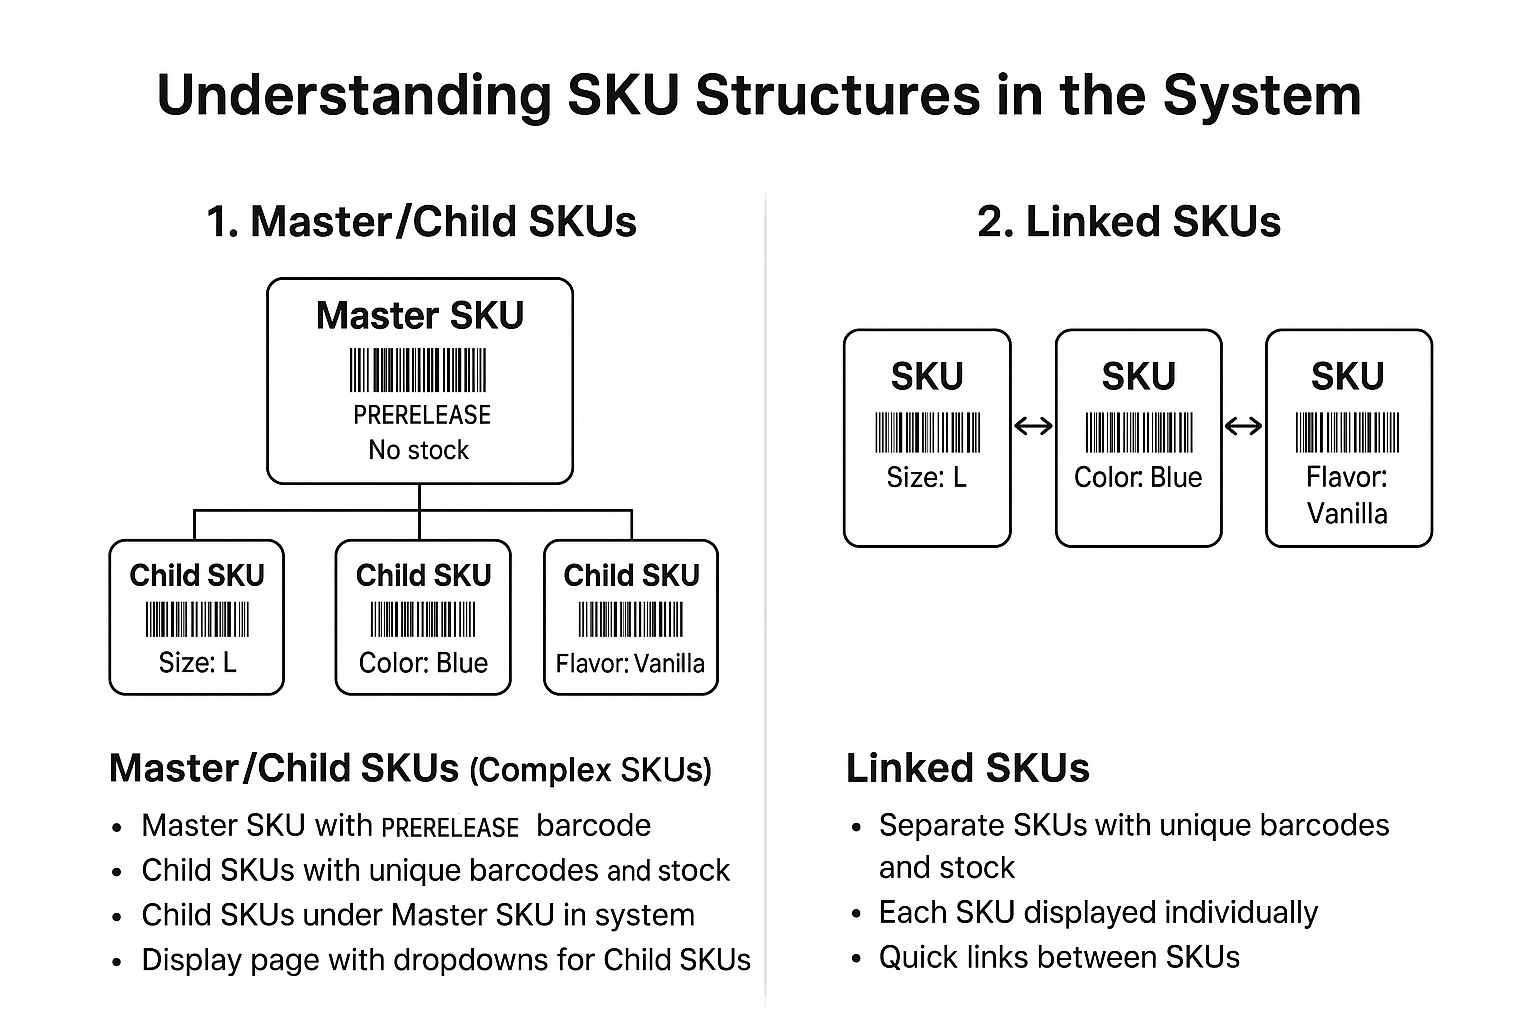 Understanding SKU Structures in the System
1. Master/Child SKUs
Master SKU
PRERELEASE
No stock
Child SKU
Size: L
Child SKU
Color: Blue
Child SKU
Flavor: Vanilla
Master/Child SKUs (Complex SKUs)
• Master SKU with PRERELEASE barcode
• Child SKUs with unique barcodes and stock
• Child SKUs under Master SKU in system
• Display page with dropdowns for Child SKUs
2. Linked SKUs
SKU
Size: L
SKU
Color: Blue
SKU
Flavor:
Vanilla
Linked SKUs
• Separate SKUs with unique barcodes
and stock
• Each SKU displayed individually
• Quick links between SKUs